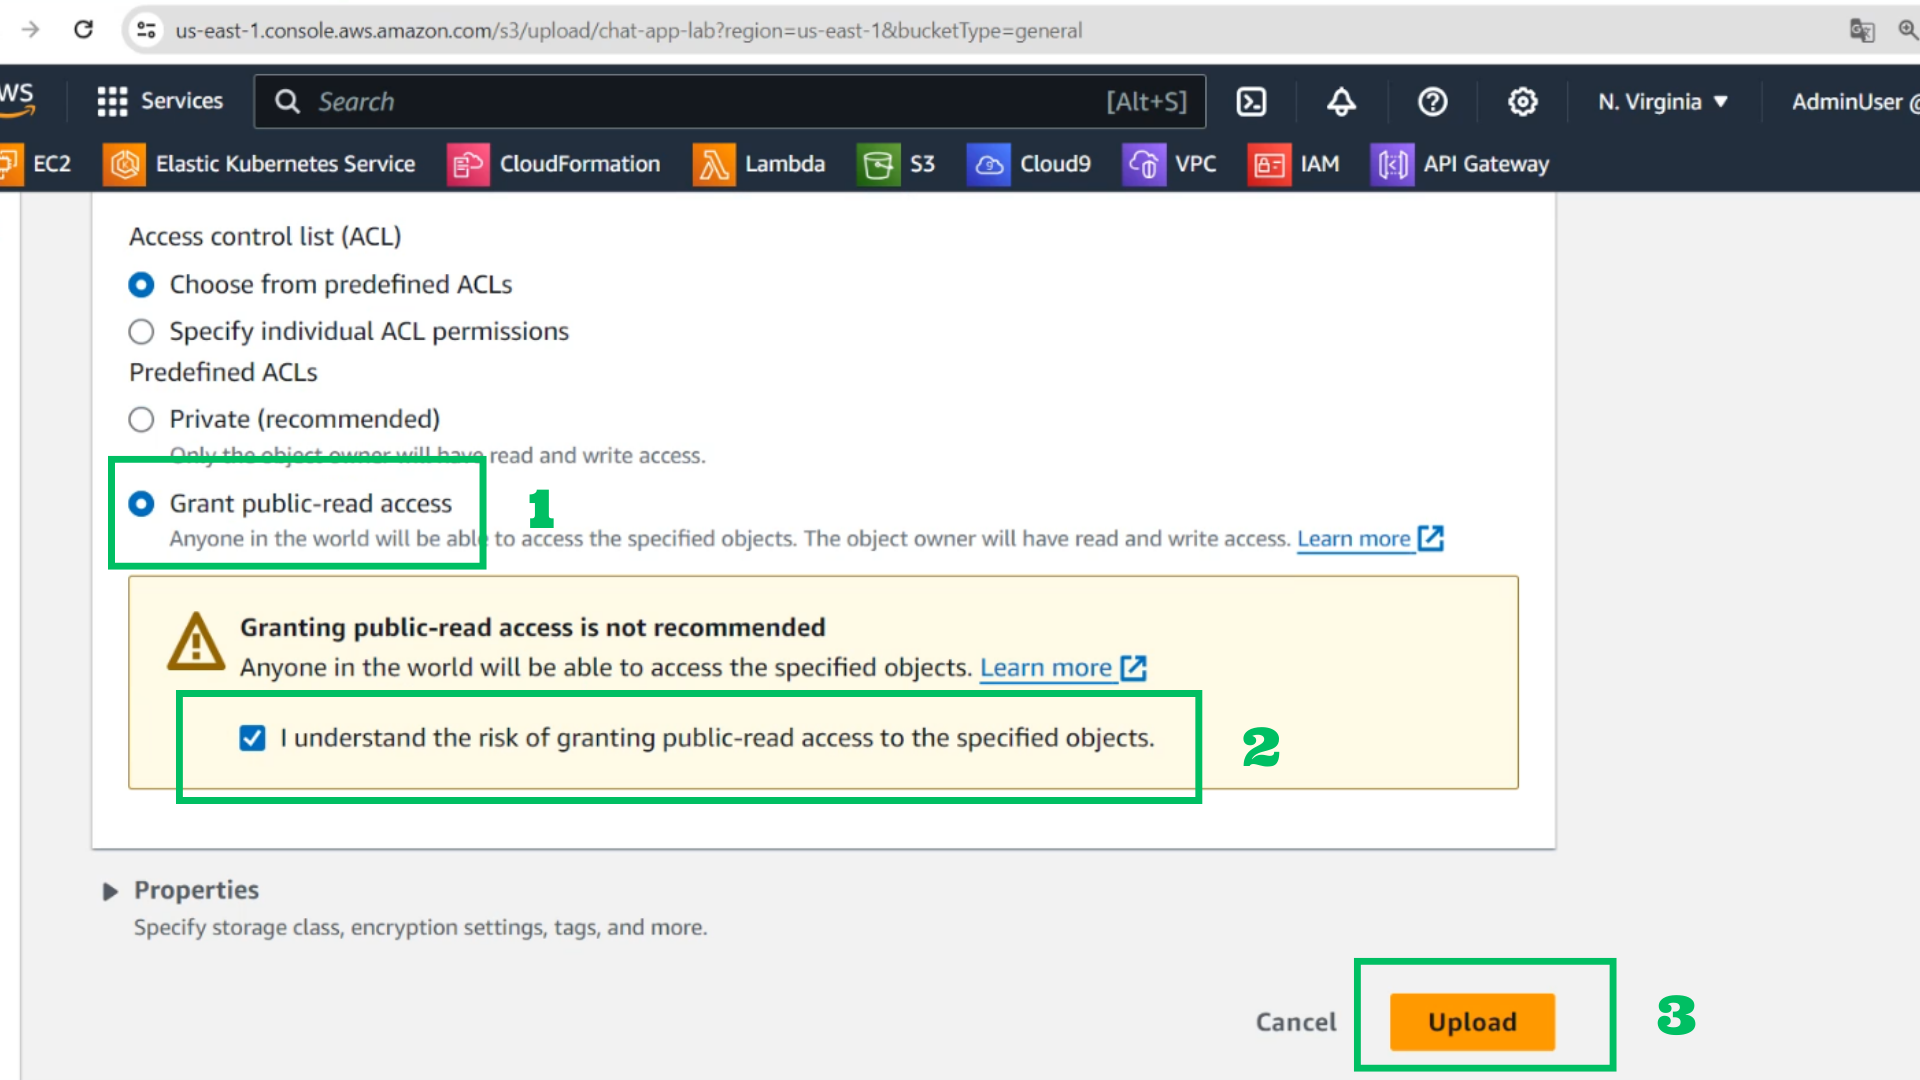 us-east-1.console.aws.amazon.com/s3/upload/chat-app-lab?region=us-east-1&bucketType=general
Services
Search
[Alt+S]
N. Virginia
AdminUser
EC2
Elastic Kubernetes Service
CloudFormation
Lambda
S3
Cloud9
VPC
IAM
API Gateway
Access control list (ACL)
Choose from predefined ACLs
Specify individual ACL permissions
Predefined ACLs
Private (recommended)
Only the object owner will have read and write access.
Grant public-read access
1
Anyone in the world will be able to access the specified objects. The object owner will have read and write access. Learn more
Granting public-read access is not recommended
Anyone in the world will be able to access the specified objects. Learn more
I understand the risk of granting public-read access to the specified objects.
2
Properties
Specify storage class, encryption settings, tags, and more.
Cancel
Upload
3